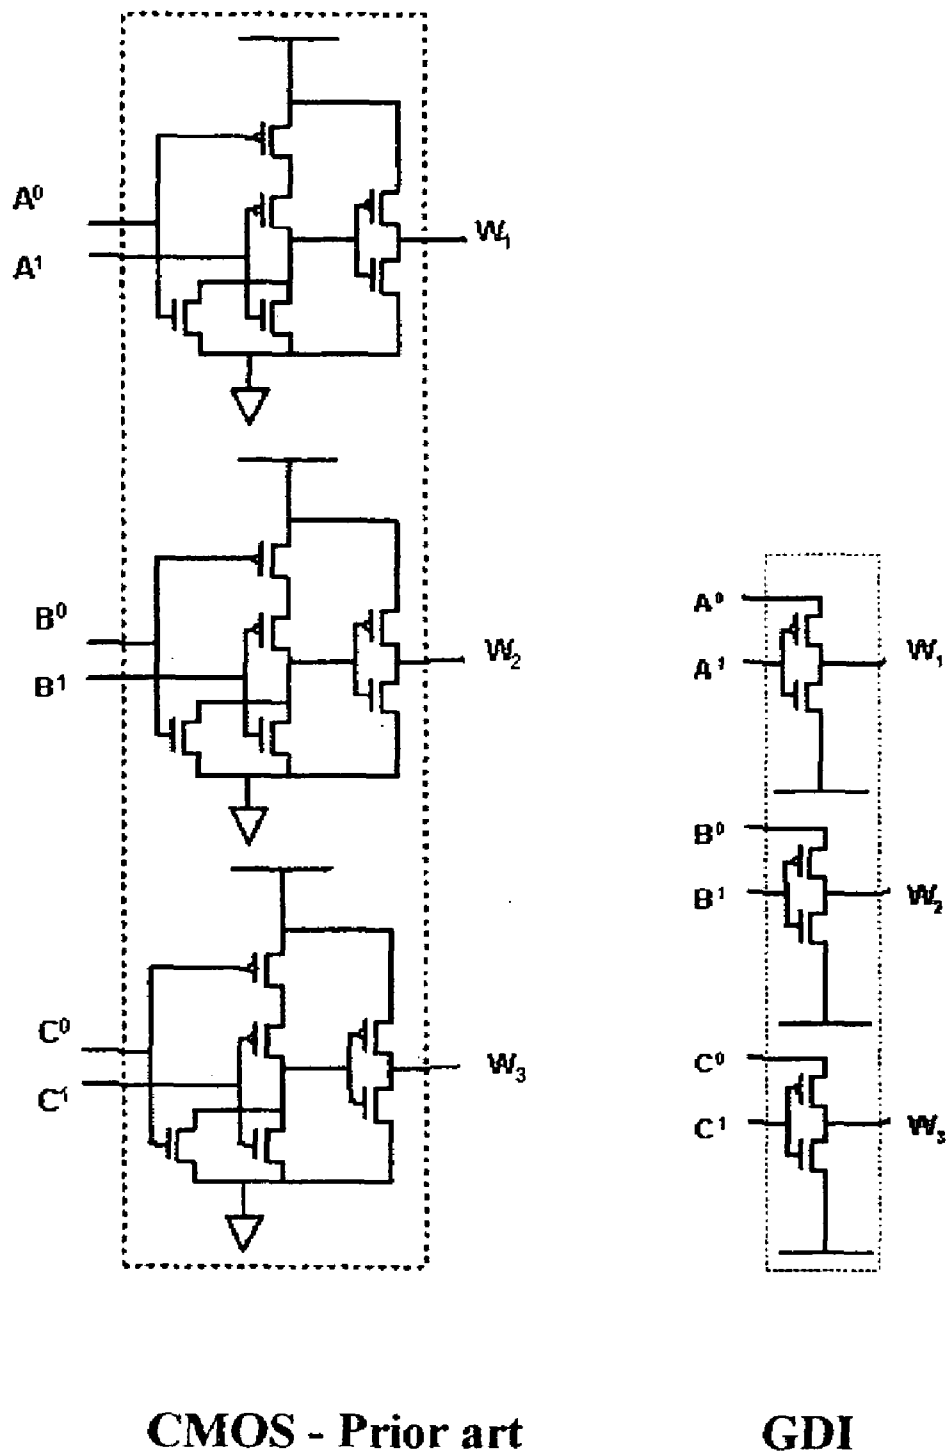 A⁰
A¹
W₁
B⁰
B¹
W₂
C⁰
C¹
W₃
A⁰
A¹
W₁
B⁰
B¹
W₂
C⁰
C¹
W₃
CMOS - Prior art
GDI